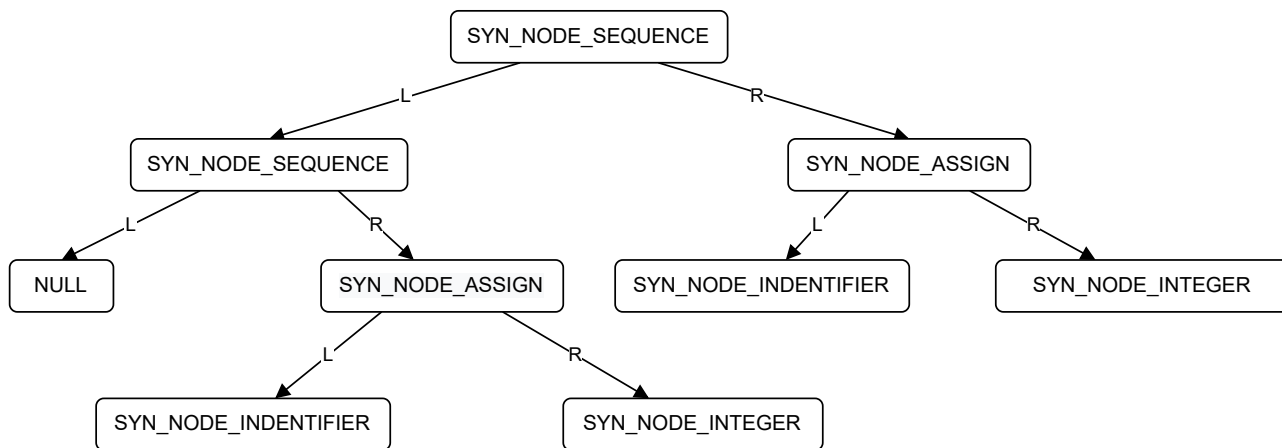 SYN_NODE_SEQUENCE
L
R
SYN_NODE_SEQUENCE
SYN_NODE_ASSIGN
L
R
L
R
NULL
SYN_NODE_ASSIGN
SYN_NODE_INDENTIFIER
SYN_NODE_INTEGER
L
R
SYN_NODE_INDENTIFIER
SYN_NODE_INTEGER